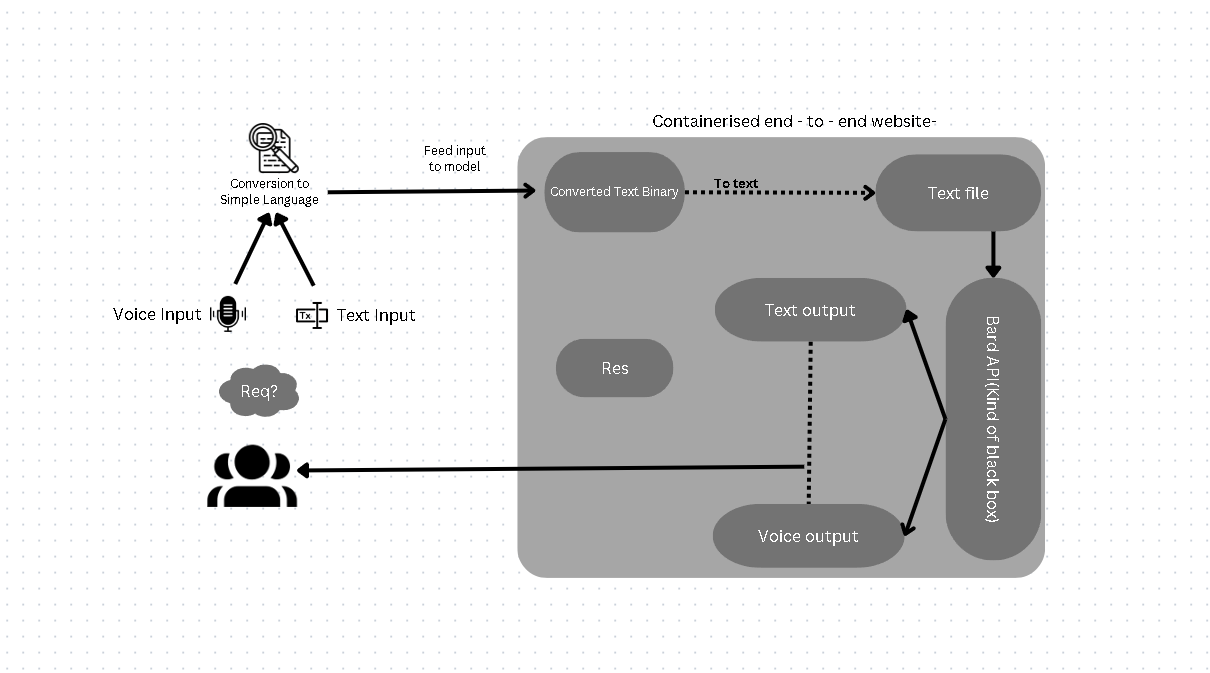 Containerised end - to - end website-
Feed input
to model
Conversion to
Simple Language
Converted Text Binary
To text
Text file
Voice Input
Tx
Text Input
Text output
Bard API(Kind of black box)
Res
Req?
Voice output